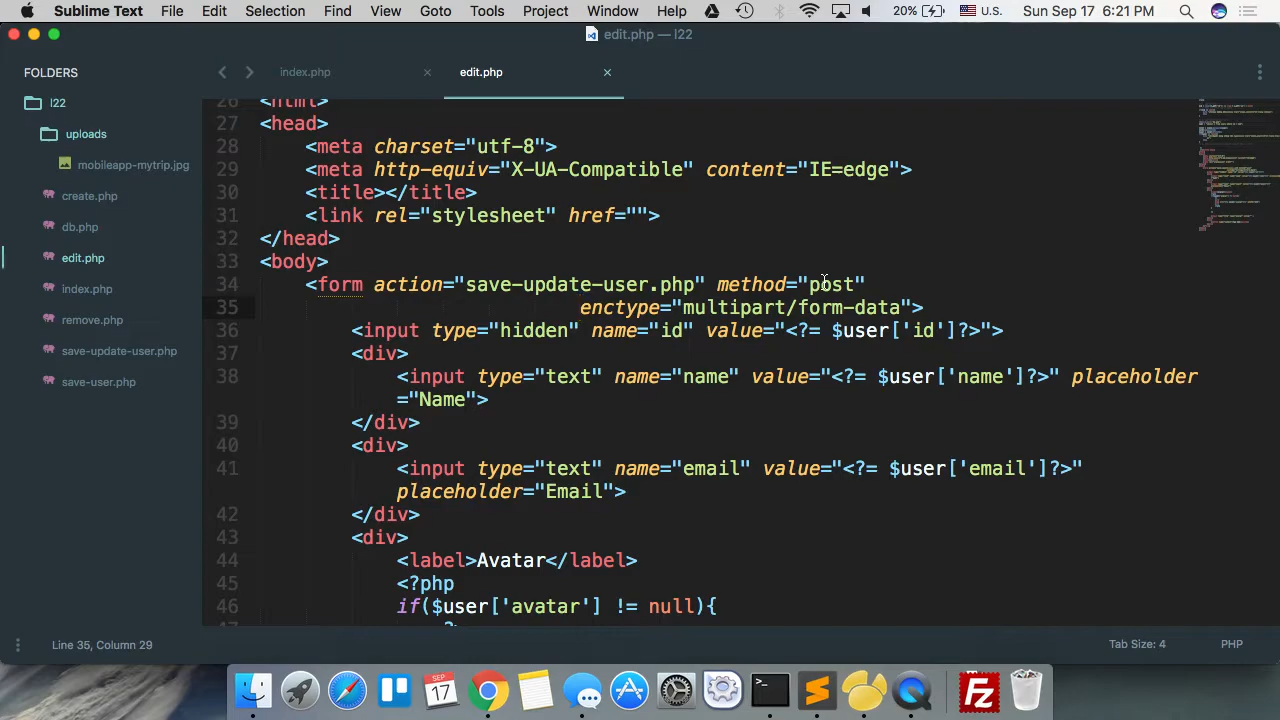 Sublime Text File Edit Selection Find View Goto Tools Project Window Help 20% U.S. Sun Sep 17 6:21 PM
edit.php — l22
FOLDERS
l22
uploads
mobileapp-mytrip.jpg
create.php
db.php
edit.php
index.php
remove.php
save-update-user.php
save-user.php
index.php edit.php
26 <html>
27 <head>
28 <meta charset="utf-8">
29 <meta http-equiv="X-UA-Compatible" content="IE=edge">
30 <title></title>
31 <link rel="stylesheet" href="">
32 </head>
33 <body>
34 <form action="save-update-user.php" method="post"
35 enctype="multipart/form-data">
36 <input type="hidden" name="id" value="<?= $user['id']?>">
37 <div>
38 <input type="text" name="name" value="<?= $user['name']?>" placeholder
="Name">
39 </div>
40 <div>
41 <input type="text" name="email" value="<?= $user['email']?>"
placeholder="Email">
42 </div>
43 <div>
44 <label>Avatar</label>
45 <?php
46 if($user['avatar'] != null){
Line 35, Column 29 Tab Size: 4 PHP
SEP
17
Fz